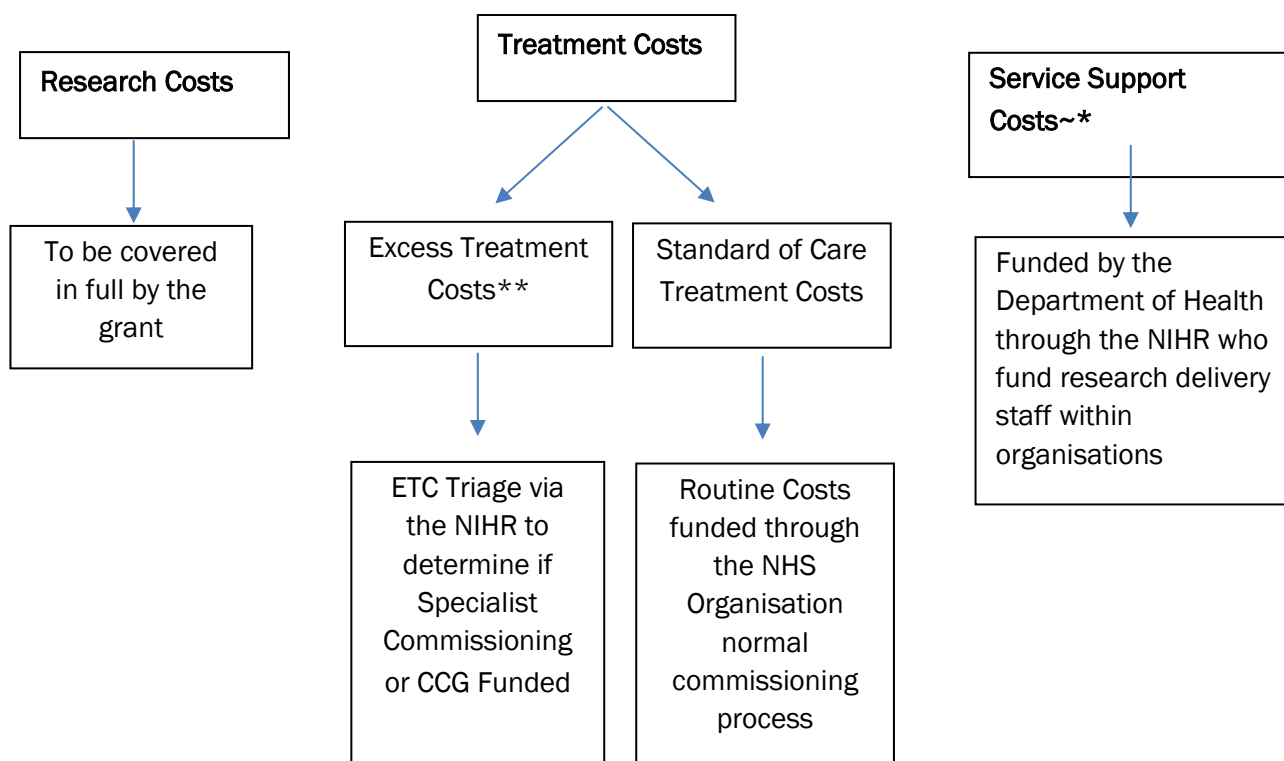 Research Costs
To be covered
in full by the
grant
Treatment Costs
Excess Treatment
Costs**
ETC Triage via
the NIHR to
determine if
Specialist
Commissioning
or CCG Funded
Standard of Care
Treatment Costs
Routine Costs
funded through
the NHS
Organisation
normal
commissioning
process
Service Support
Costs~*
Funded by the
Department of Health
through the NIHR who
fund research delivery
staff within
organisations